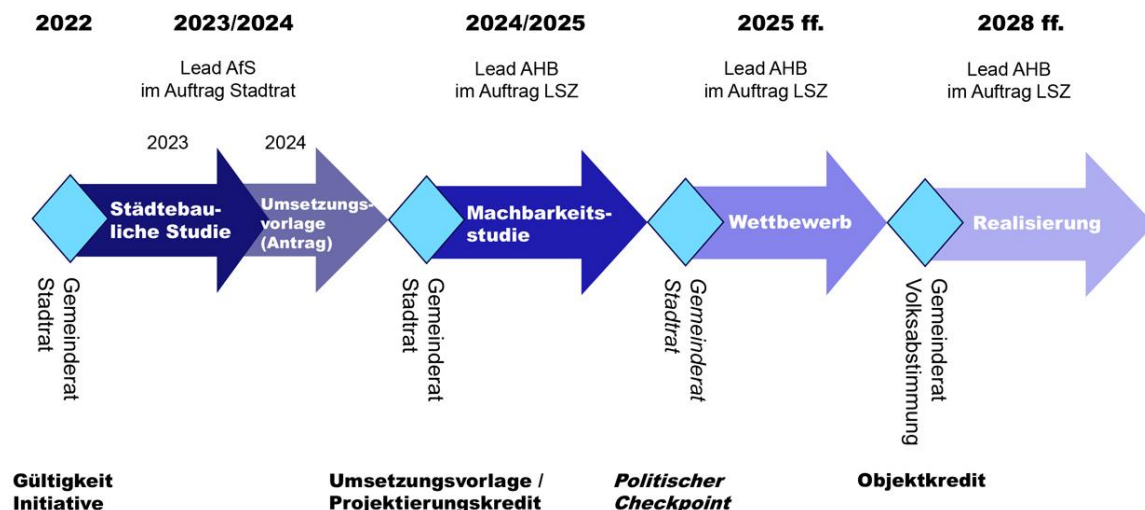 2022
2023/2024
2024/2025
2025 ff.
2028 ff.
Lead AfS
im Auftrag Stadtrat
Lead AHB
im Auftrag LSZ
Lead AHB
im Auftrag LSZ
Lead AHB
im Auftrag LSZ
2023
2024
Städtebau-
liche Studie
Umsetzungs-
vorlage
(Antrag)
Machbarkeits-
studie
Wettbewerb
Realisierung
Gemeinderat
Stadtrat
Gemeinderat
Stadtrat
Gemeinderat
Stadtrat
Gemeinderat
Volksabstimmung
Gültigkeit
Initiative
Umsetzungsvorlage /
Projektierungskredit
Politischer
Checkpoint
Objektkredit